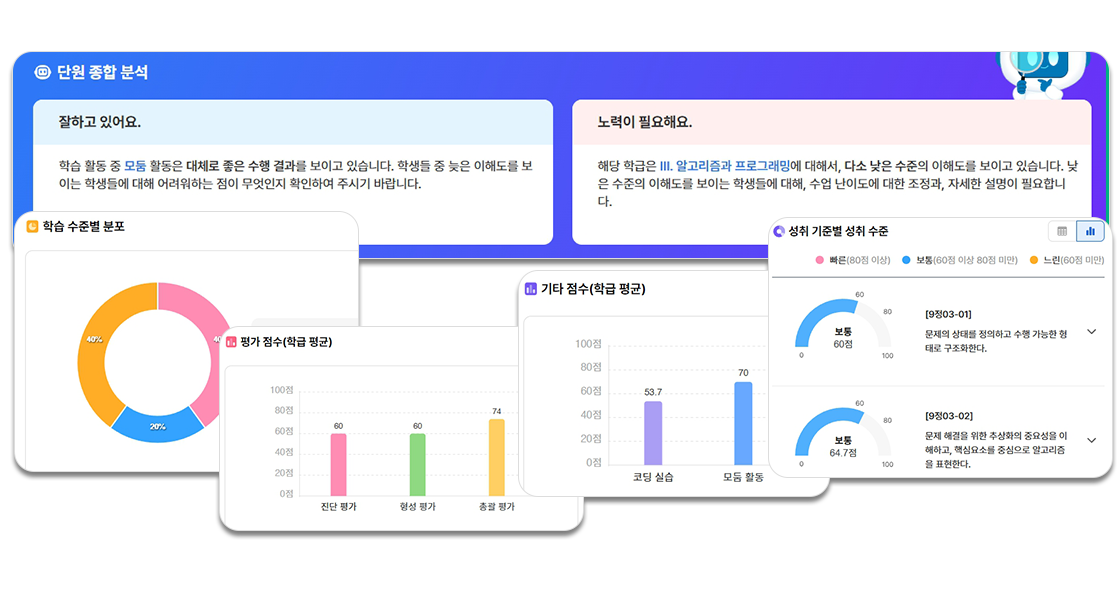 단원 종합 분석
잘하고 있어요.
학습 활동 중 모둠 활동은 대체로 좋은 수행 결과를 보이고 있습니다. 학생들 중 늦은 이해도를 보
이는 학생들에 대해 어려워하는 점이 무엇인지 확인하여 주시기 바랍니다.
노력이 필요해요.
해당 학급은 III. 알고리즘과 프로그래밍에 대해서, 다소 낮은 수준의 이해도를 보이고 있습니다. 낮
은 수준의 이해도를 보이는 학생들에 대해, 수업 난이도에 대한 조정과, 자세한 설명이 필요합니
다.
학습 수준별 분포
40%
40
20%
평가 점수(학급 평균)
100점
80점
60점
40점
20점
0점
60
60
74
진단 평가
형성 평가
총괄 평가
기타 점수(학급 평균)
100점
80점
60점
40점
20점
0점
53.7
70
코딩 실습
모둠 활동
성취 기준별 성취 수준
빠른(80점 이상)
보통(60점 이상 80점 미만)
느린(60점 미만)
60
80
보통
60점
0
100
[9정03-01]
문제의 상태를 정의하고 수행 가능한 형
태로 구조화한다.
60
80
보통
64.7점
0
100
[9정03-02]
문제 해결을 위한 추상화의 중요성을 이
해하고, 핵심요소를 중심으로 알고리즘
을 표현한다.